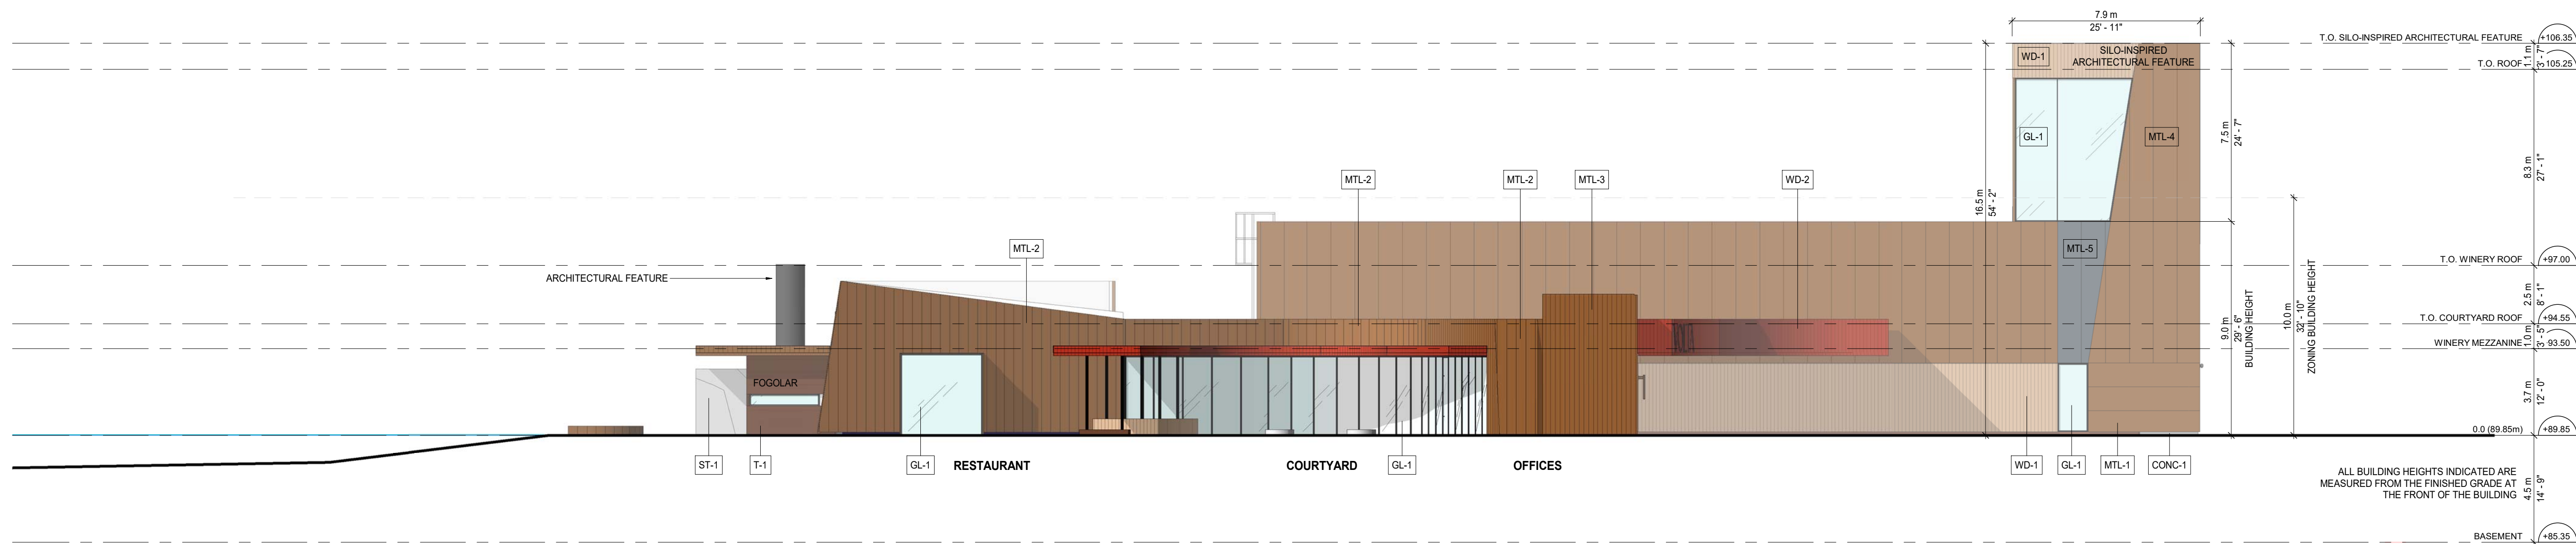 7.9 m
25' - 11"
T.O. SILO-INSPIRED ARCHITECTURAL FEATURE
+106.35
1.1 m
3' - 7"
T.O. ROOF
105.25
WD-1
SILO-INSPIRED
ARCHITECTURAL FEATURE
GL-1
MTL-4
7.5 m
24' - 7"
8.3 m
27' - 1"
MTL-2
MTL-2
MTL-3
WD-2
16.5 m
54' - 2"
MTL-2
MTL-5
ARCHITECTURAL FEATURE
T.O. WINERY ROOF
+97.00
2.5 m
8' - 1"
9.0 m
29' - 6"
BUILDING HEIGHT
10.0 m
32' - 10"
ZONING BUILDING HEIGHT
T.O. COURTYARD ROOF
+94.55
1.0 m
3' - 5"
WINERY MEZZANINE
93.50
FOGOLAR
3.7 m
12' - 0"
0.0 (89.85m)
+89.85
ST-1
T-1
GL-1
RESTAURANT
COURTYARD
GL-1
OFFICES
WD-1
GL-1
MTL-1
CONC-1
ALL BUILDING HEIGHTS INDICATED ARE
MEASURED FROM THE FINISHED GRADE AT
THE FRONT OF THE BUILDING
4.5 m
14' - 9"
BASEMENT
+85.35